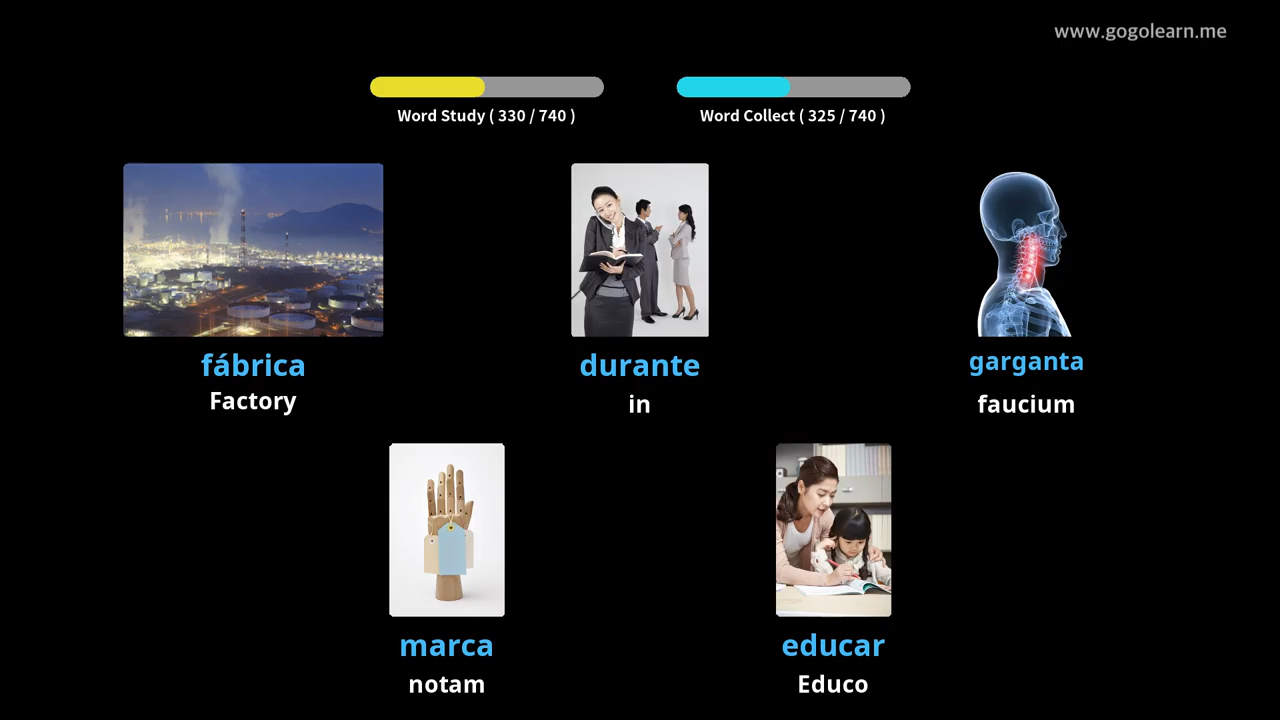 www.gogolearn.me
Word Study ( 330 / 740 )
Word Collect ( 325 / 740 )
fábrica
Factory
durante
in
garganta
faucium
marca
notam
educar
Educo